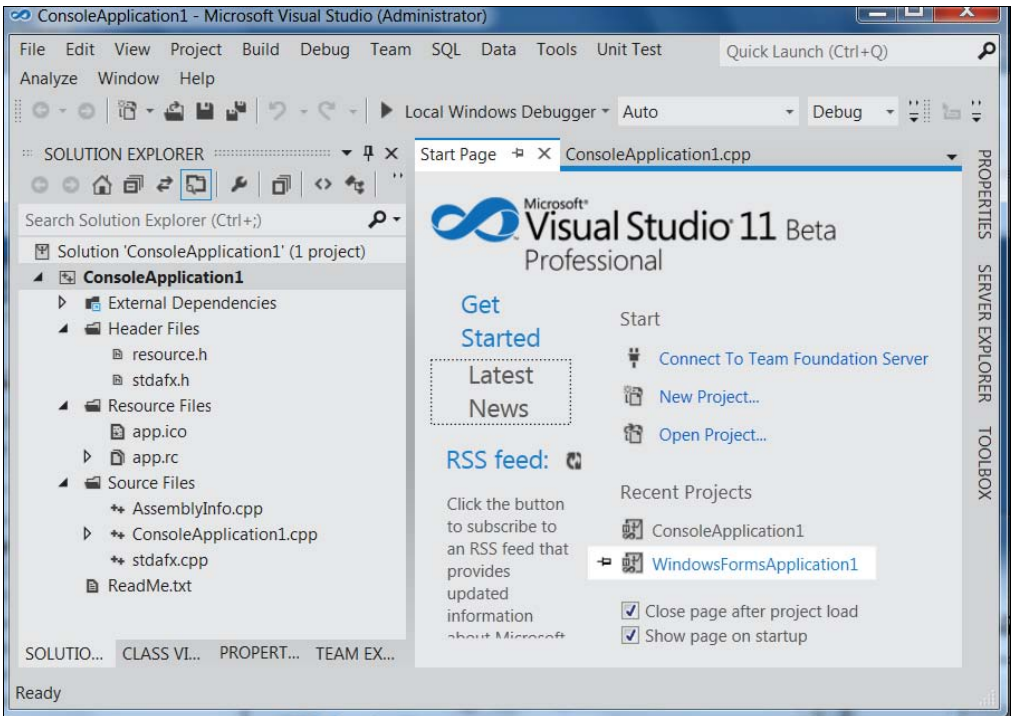 ConsoleApplication1 - Microsoft Visual Studio (Administrator)
File Edit View Project Build Debug Team SQL Data Tools Unit Test
Quick Launch (Ctrl+Q)
Analyze Window Help
Local Windows Debugger
Auto
Debug
SOLUTION EXPLORER
Search Solution Explorer (Ctrl+;)
Solution 'ConsoleApplication1' (1 project)
ConsoleApplication1
External Dependencies
Header Files
resource.h
stdafx.h
Resource Files
app.ico
app.rc
Source Files
AssemblyInfo.cpp
ConsoleApplication1.cpp
stdafx.cpp
ReadMe.txt
SOLUTIO... CLASS VI... PROPERT... TEAM EX...
Start Page
ConsoleApplication1.cpp
Microsoft®
Visual Studio® 11 Beta
Professional
Get
Started
Latest
News
RSS feed:
Click the button
to subscribe to
an RSS feed that
provides
updated
information
about Microsoft
Start
Connect To Team Foundation Server
New Project...
Open Project...
Recent Projects
ConsoleApplication1
WindowsFormsApplication1
Close page after project load
Show page on startup
PROPERTIES
SERVER EXPLORER
TOOLBOX
Ready